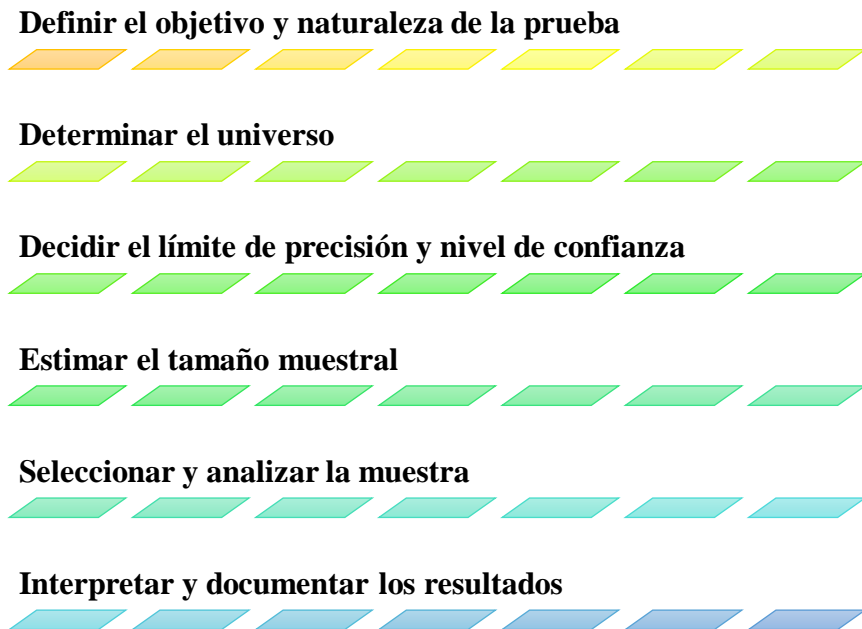 Definir el objetivo y naturaleza de la prueba
Determinar el universo
Decidir el límite de precisión y nivel de confianza
Estimar el tamaño muestral
Seleccionar y analizar la muestra
Interpretar y documentar los resultados